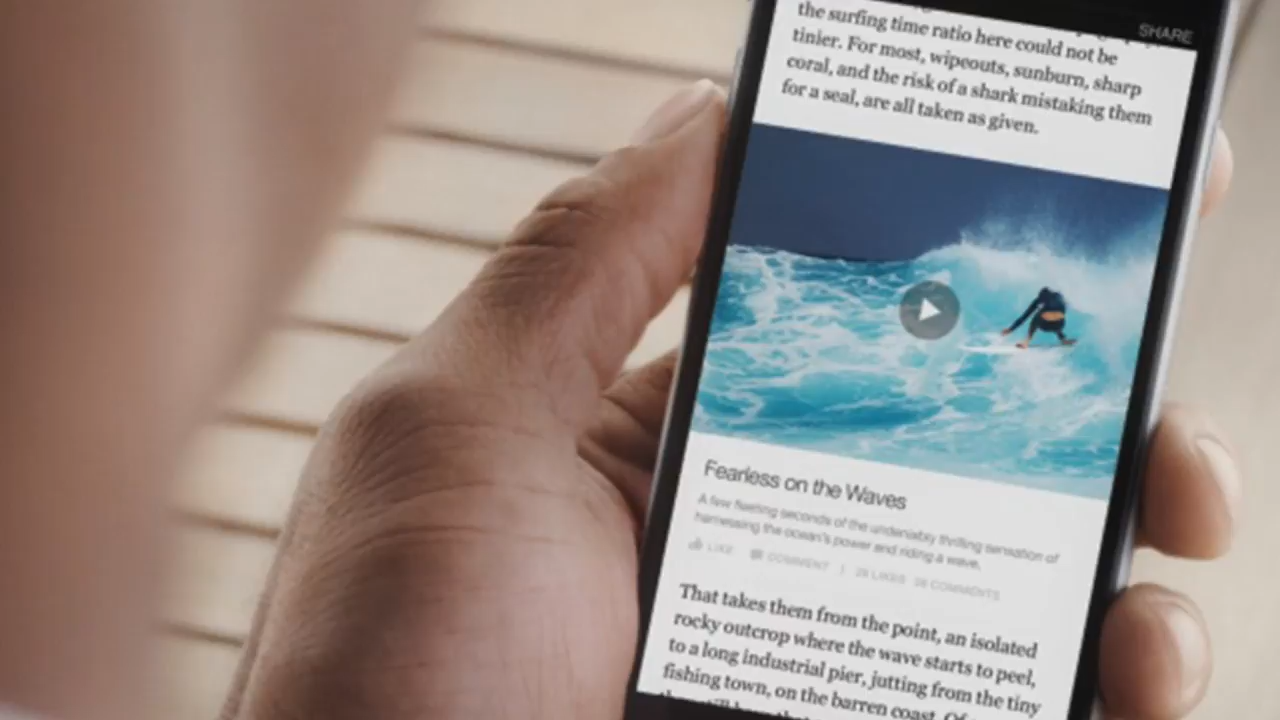 SHARE
the surfing time ratio here could not be
tinier. For most, wipeouts, sunburn, sharp
coral, and the risk of a shark mistaking them
for a seal, are all taken as given.
Fearless on the Waves
A few fleeting seconds of the undeniably thrilling sensation of
harnessing the ocean's power and riding a wave.
LIKE COMMENT | 28 LIKES 28 COMMENTS
That takes them from the point, an isolated
rocky outcrop where the wave starts to peel,
to a long industrial pier, jutting from the tiny
fishing town, on the barren coast.